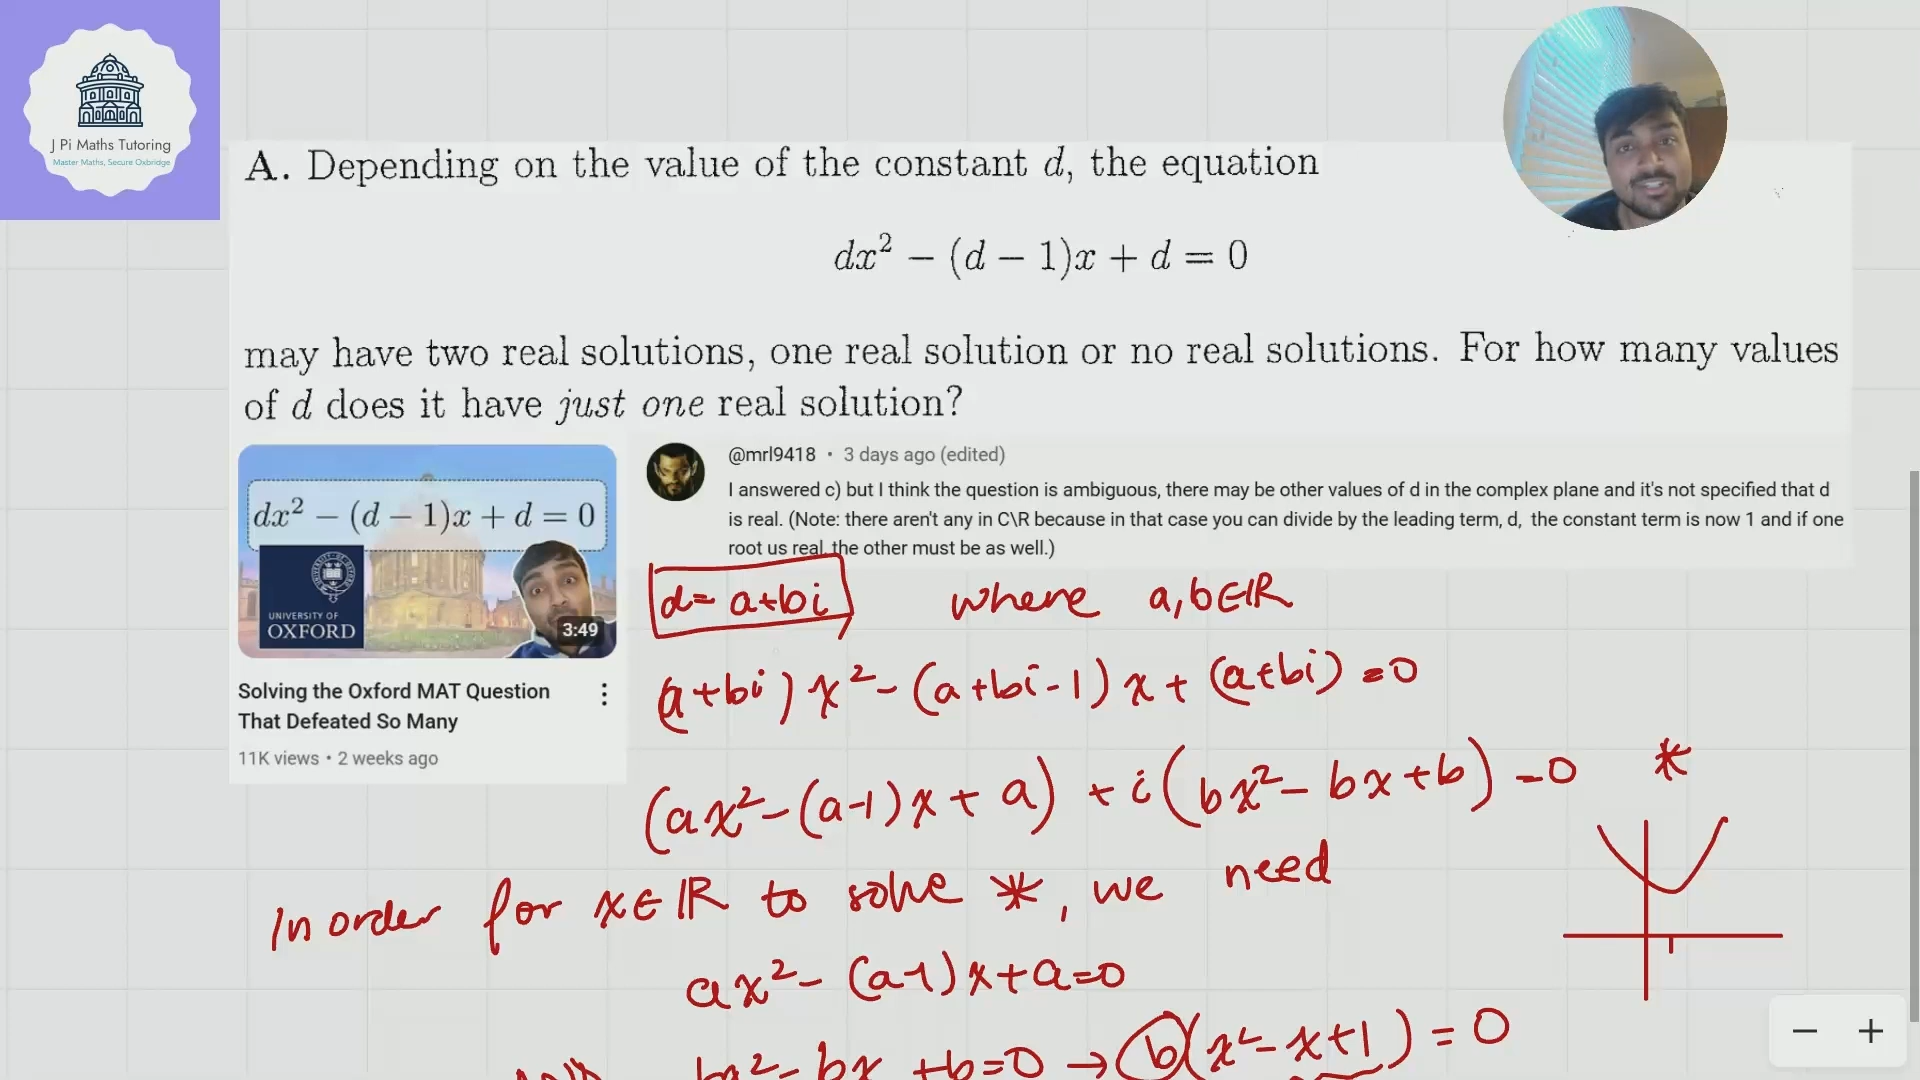 J Pi Maths Tutoring
Master Maths, Secure Oxbridge
A. Depending on the value of the constant d, the equation
dx² − (d − 1)x + d = 0
may have two real solutions, one real solution or no real solutions. For how many values
of d does it have just one real solution?
dx² − (d − 1)x + d = 0
UNIVERSITY OF
OXFORD
3:49
Solving the Oxford MAT Question
That Defeated So Many
11K views • 2 weeks ago
@mrl9418 • 3 days ago (edited)
I answered c) but I think the question is ambiguous, there may be other values of d in the complex plane and it's not specified that d
is real. (Note: there aren't any in C\R because in that case you can divide by the leading term, d, the constant term is now 1 and if one
root us real, the other must be as well.)
d= a+bi where a,b∈ℝ
(a+bi)x²-(a+bi-1)x+(a+bi)=0
(ax²-(a-1)x+a)+i(bx²-bx+b)=0 *
In order for x∈ℝ to solve *, we need
ax²-(a-1)x+a=0
bx²-bx+b=0→b(x²-x+1)=0